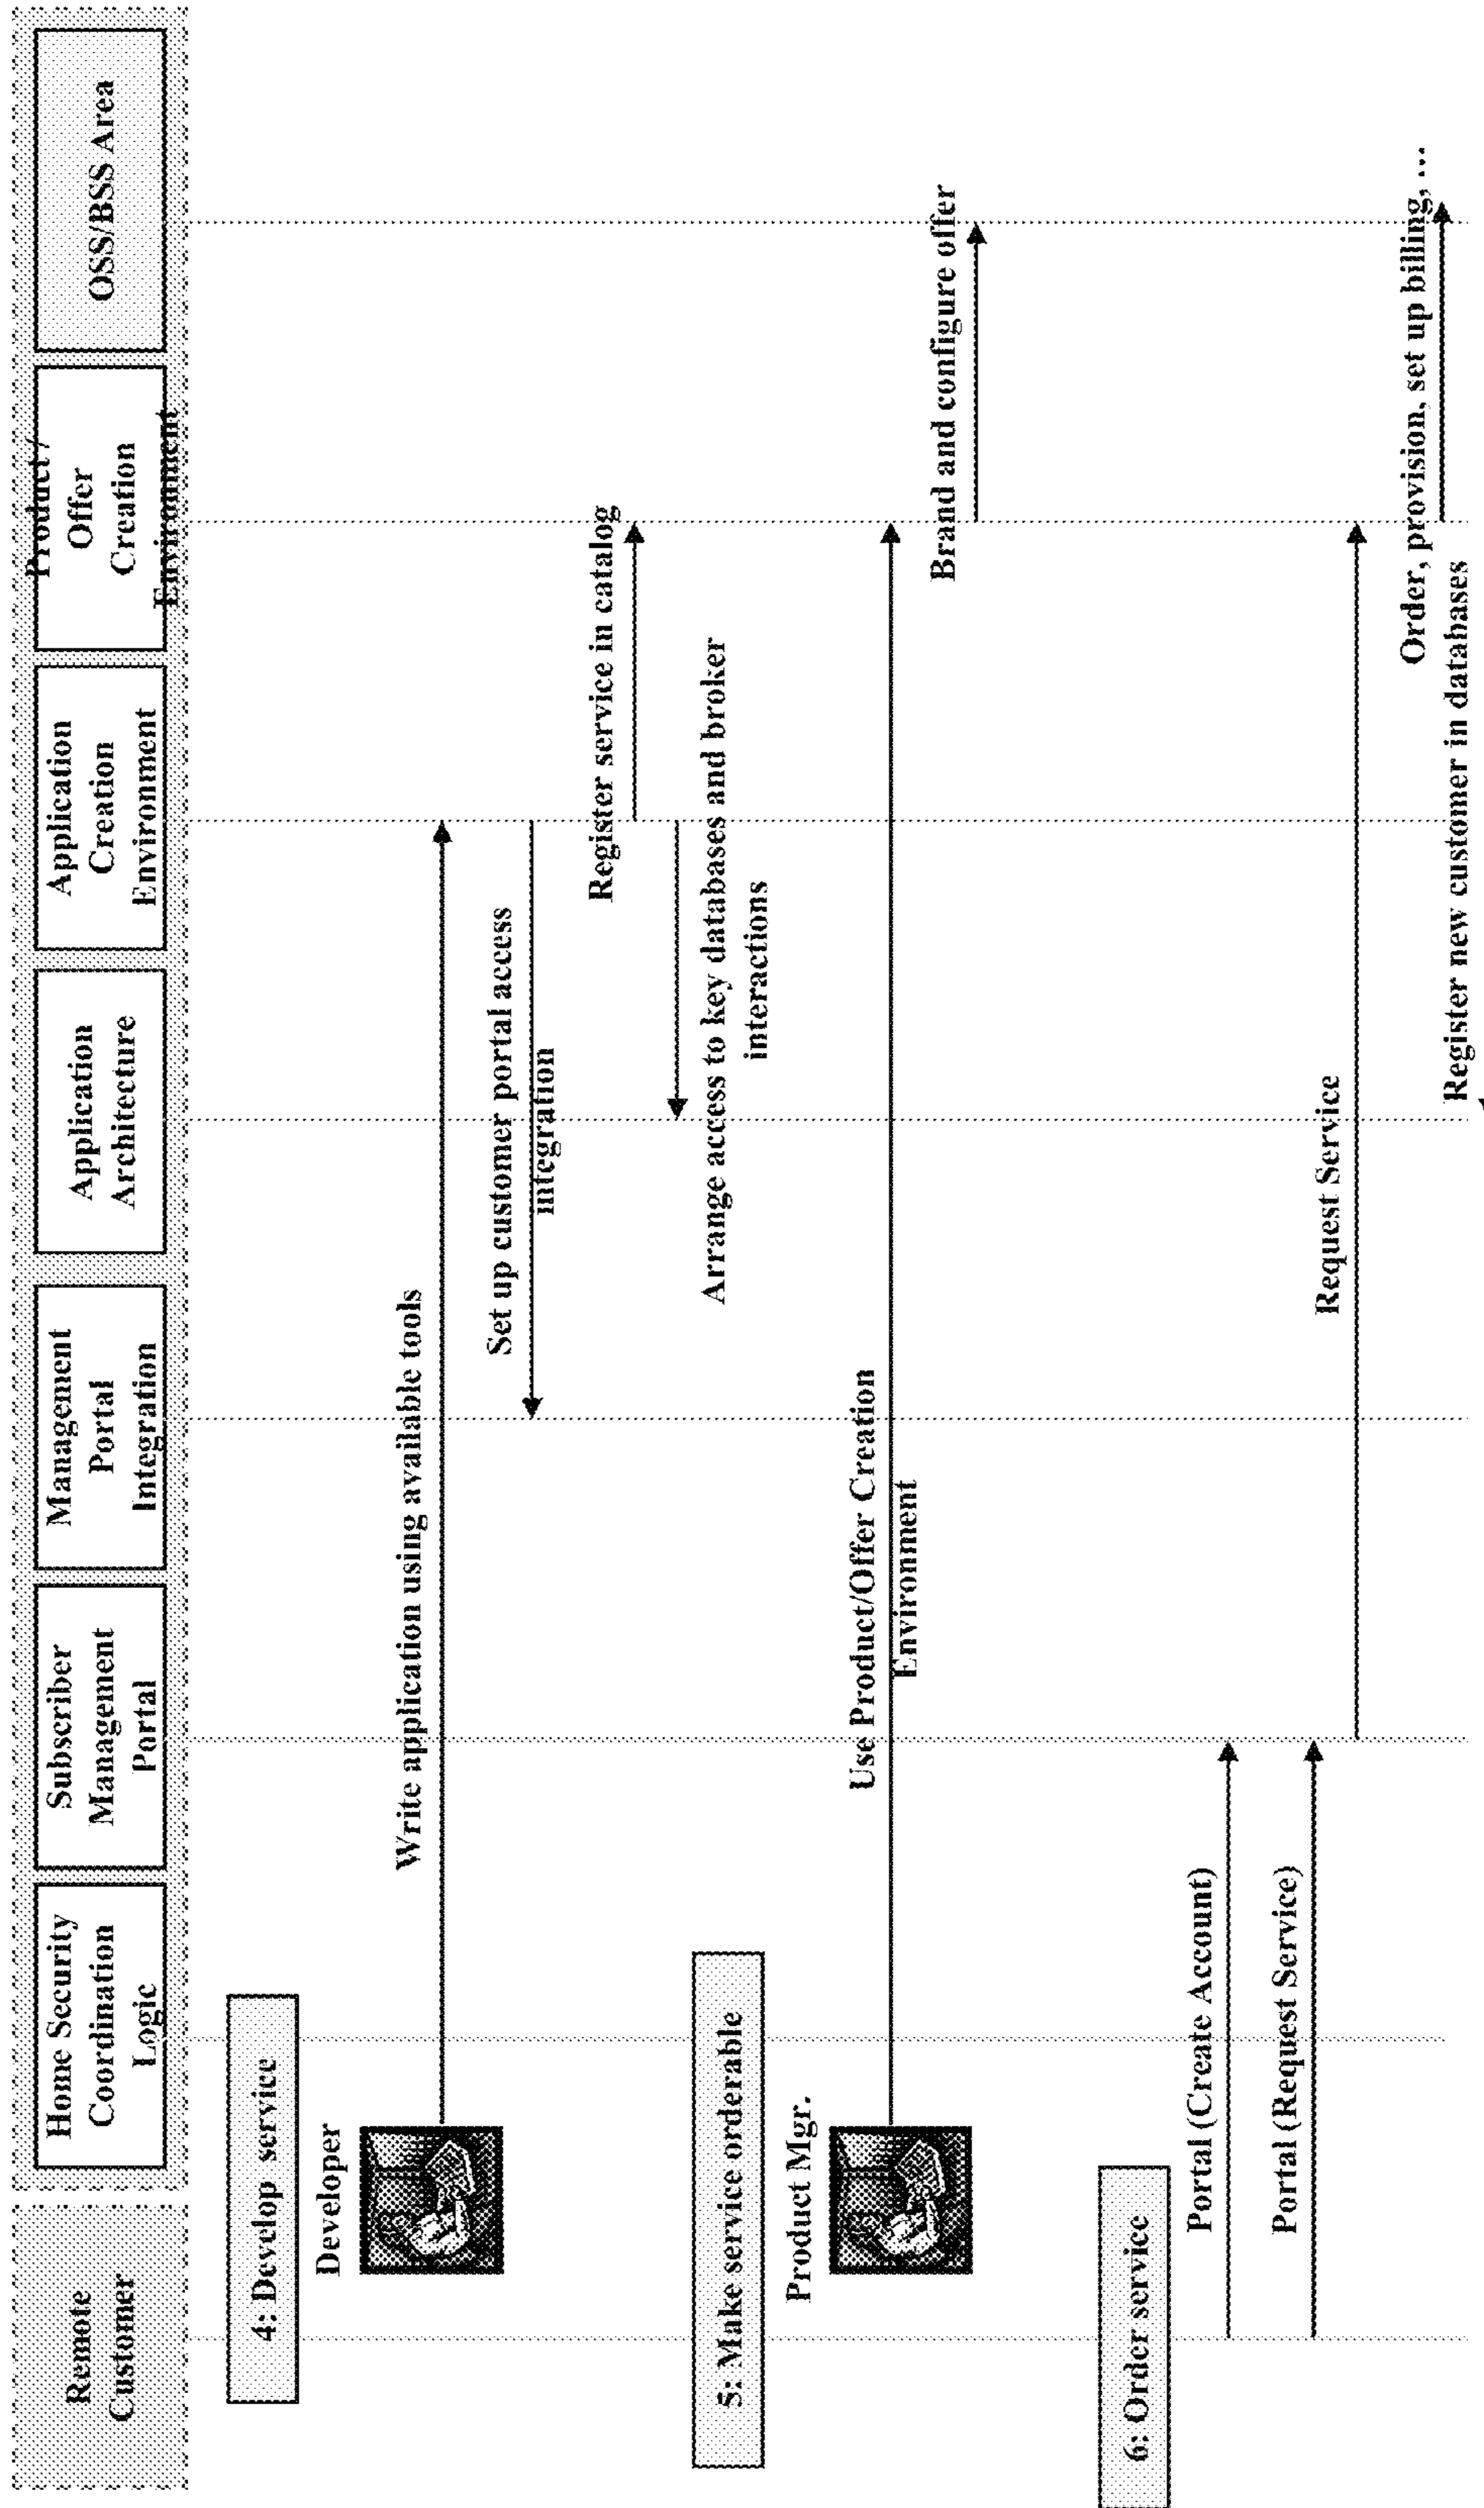 Remote
Customer
Home Security
Coordination
Logic
Subscriber
Management
Portal
Management
Portal
Integration
Application
Architecture
Application
Creation
Environment
Product /
Offer
Creation
Environment
OSS/BSS Area
4: Develop service
Developer
Write application using available tools
Set up customer portal access
integration
Register service in catalog
Arrange access to key databases and broker
interactions
5: Make service orderable
Product Mgr.
Use Product/Offer Creation
Environment
Brand and configure offer
6: Order service
Portal (Create Account)
Portal (Request Service)
Request Service
Order, provision, set up billing, …
Register new customer in databases